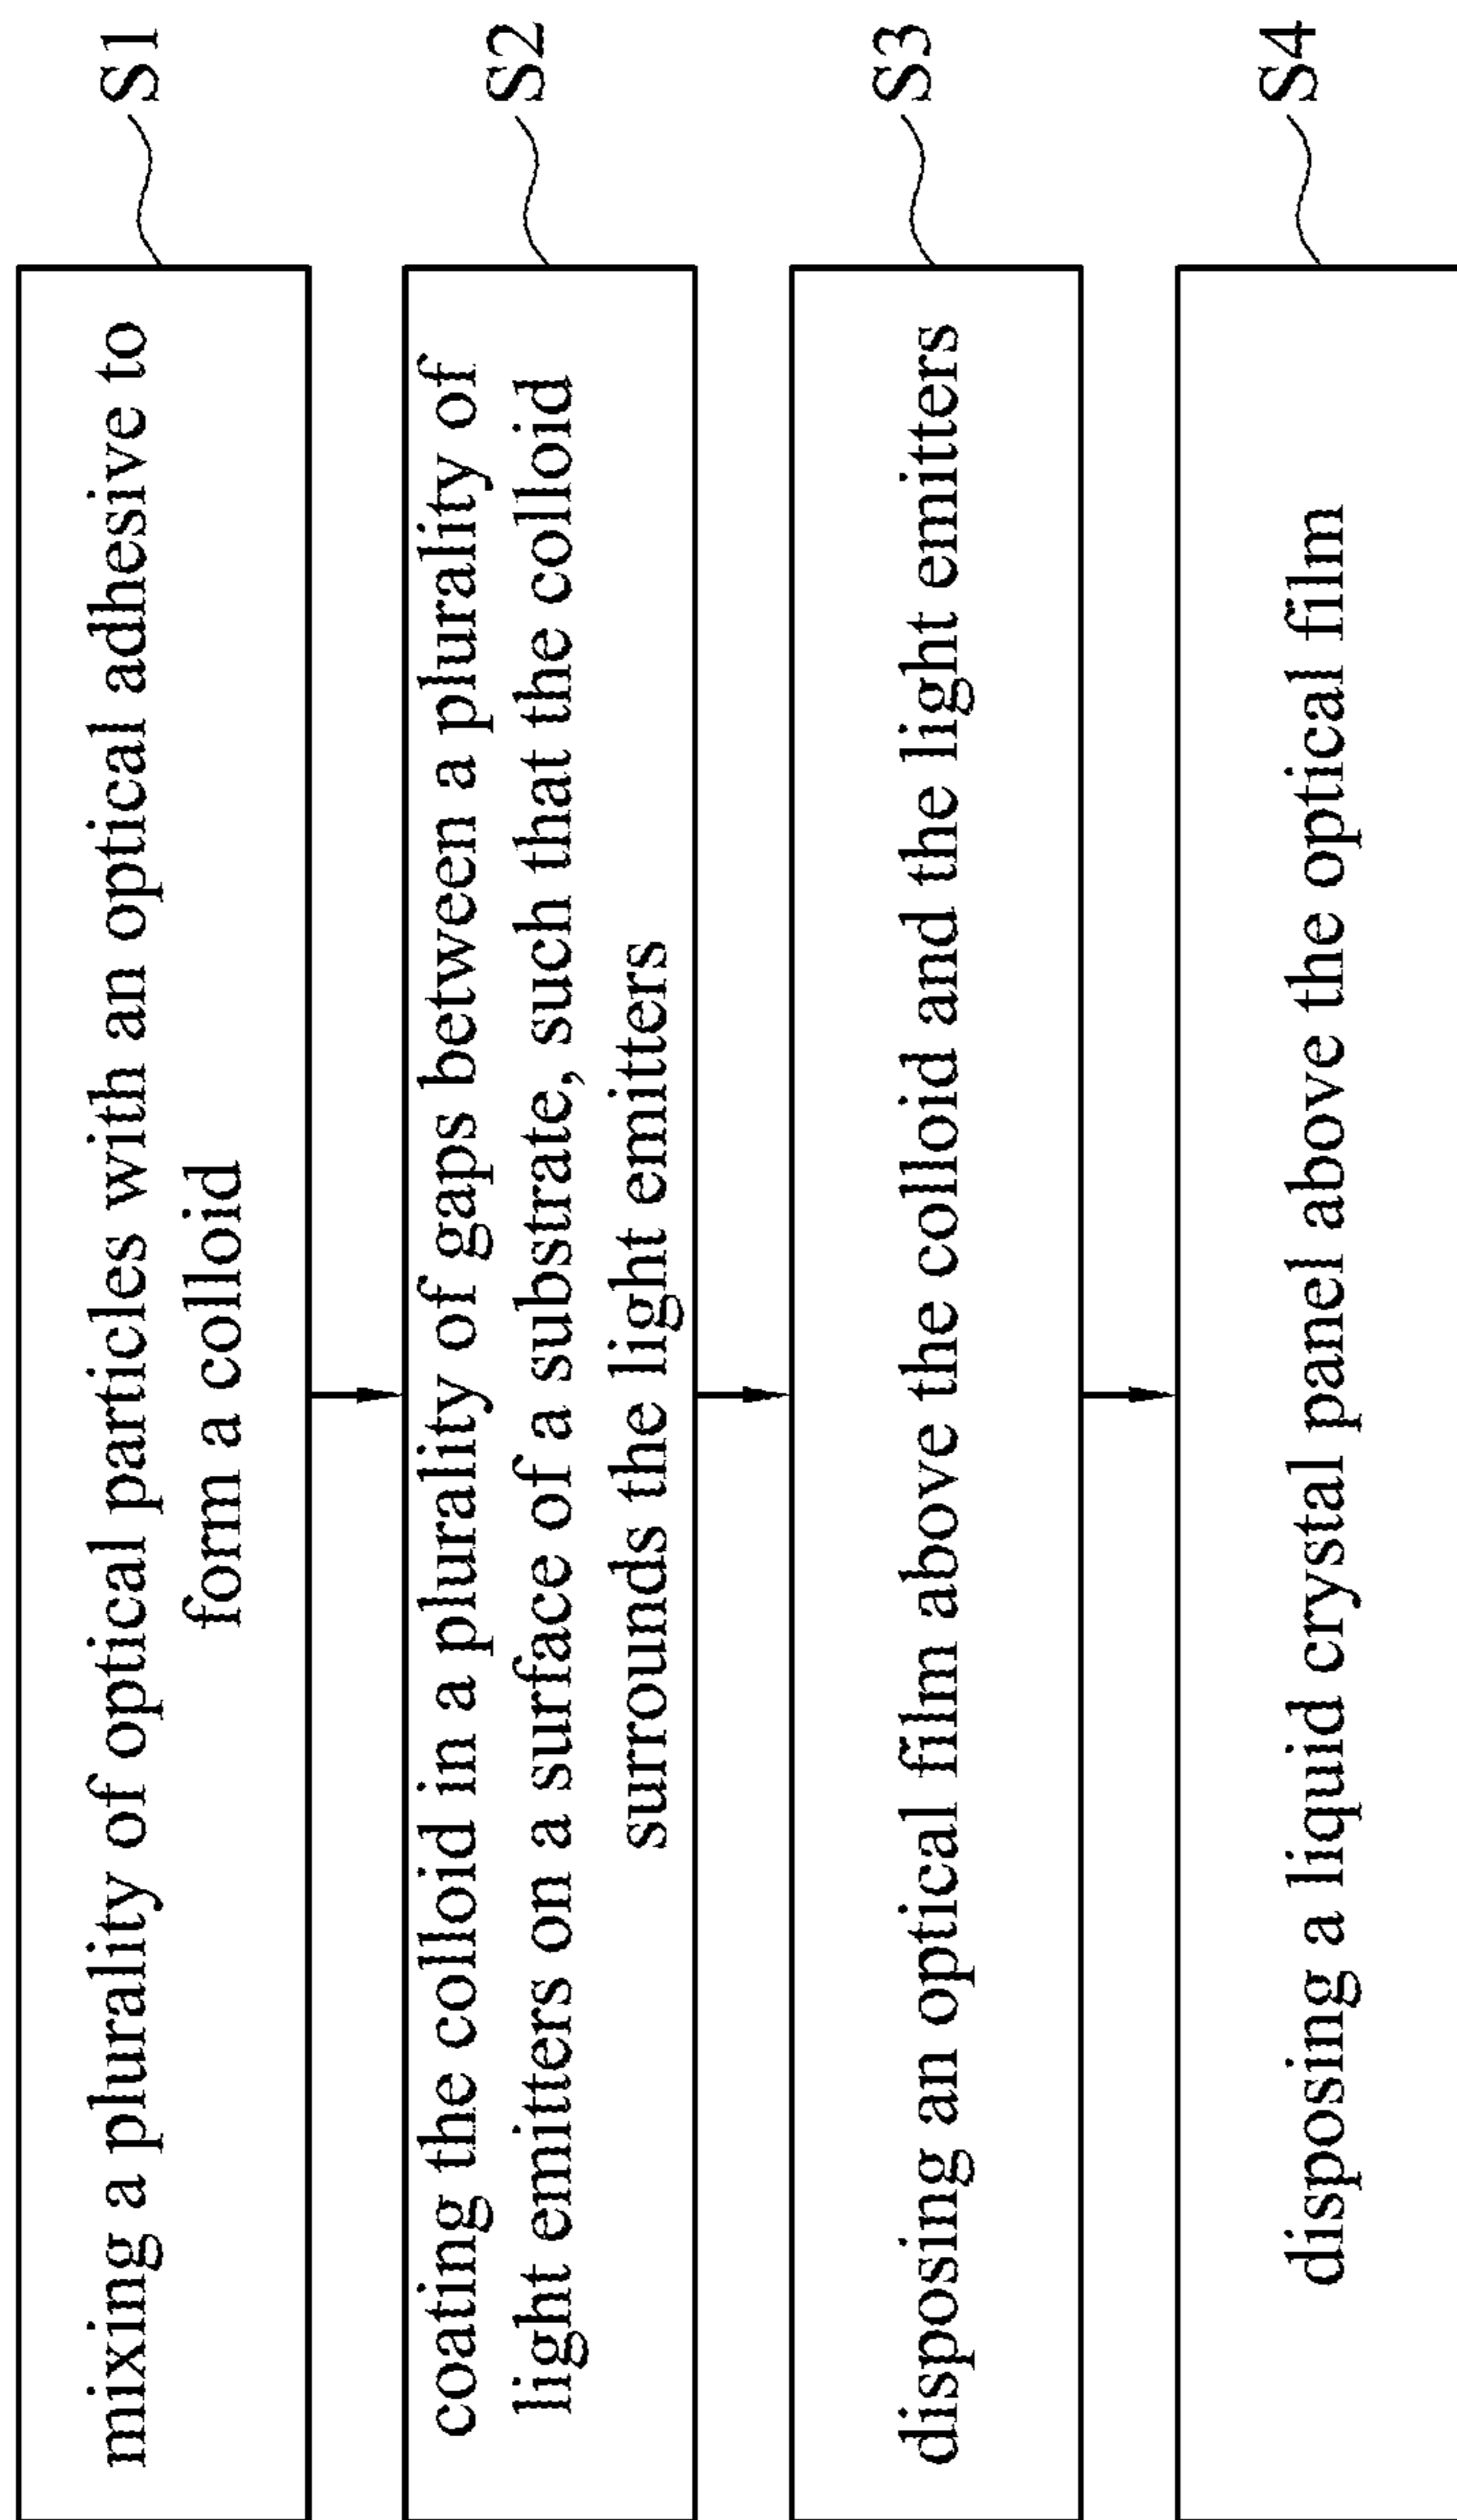 mixing a plurality of optical particles with an optical adhesive to
form a colloid
S1
coating the colloid in a plurality of gaps between a plurality of
light emitters on a surface of a substrate, such that the colloid
surrounds the light emitters
S2
disposing an optical film above the colloid and the light emitters
S3
disposing a liquid crystal panel above the optical film
S4